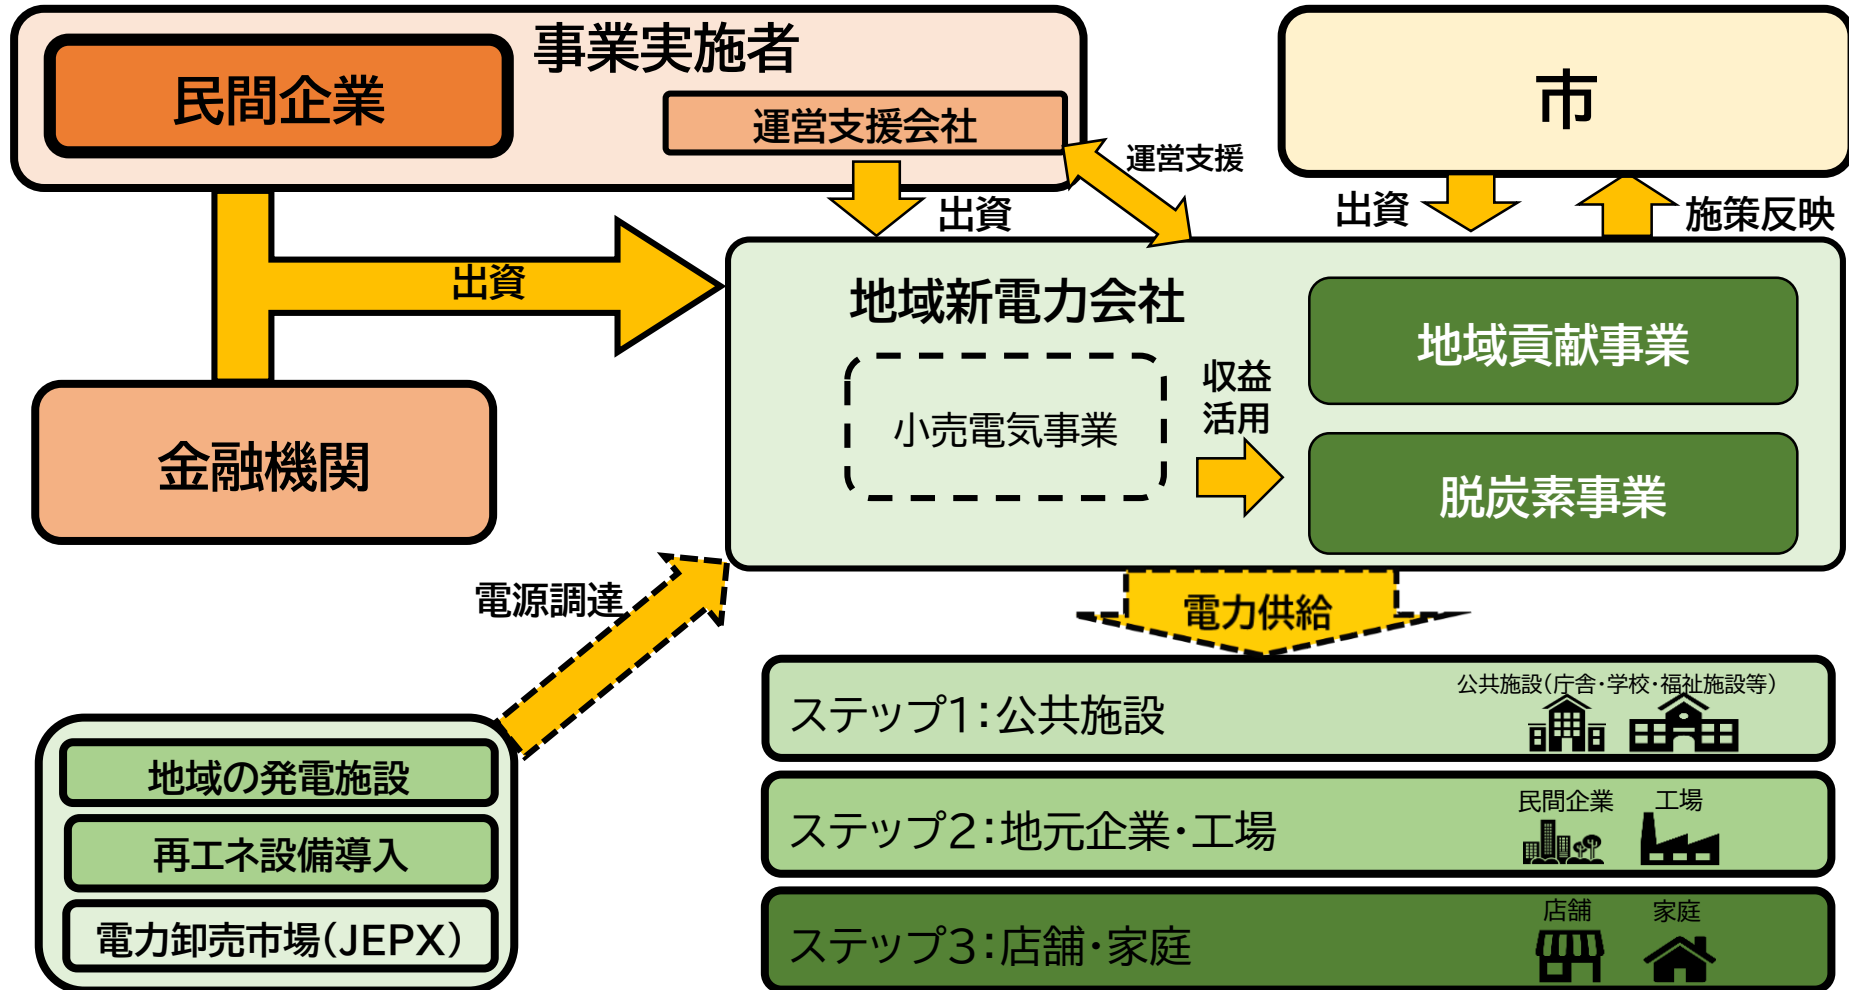 事業実施者
民間企業
運営支援会社
市
運営支援
出資
出資
施策反映
出資
地域新電力会社
地域貢献事業
収益
活用
小売電気事業
金融機関
脱炭素事業
電源調達
電力供給
ステップ1:公共施設
公共施設(庁舎・学校・福祉施設等)
地域の発電施設
ステップ2:地元企業・工場
民間企業
工場
再エネ設備導入
電力卸売市場(JEPX)
ステップ3:店舗・家庭
店舗
家庭